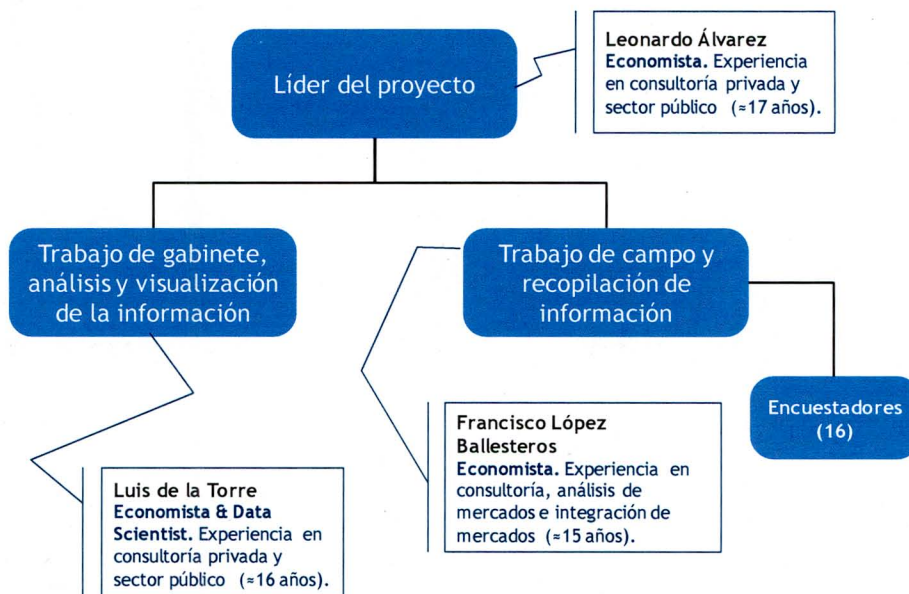 Líder del proyecto
Leonardo Álvarez
Economista. Experiencia
en consultoría privada y
sector público (≈17 años).
Trabajo de gabinete,
análisis y visualización
de la información
Trabajo de campo y
recopilación de
información
Encuestadores
(16)
Luis de la Torre
Economista & Data
Scientist. Experiencia en
consultoría privada y
sector público (≈16 años).
Francisco López
Ballesteros
Economista. Experiencia en
consultoría, análisis de
mercados e integración de
mercados (≈15 años).